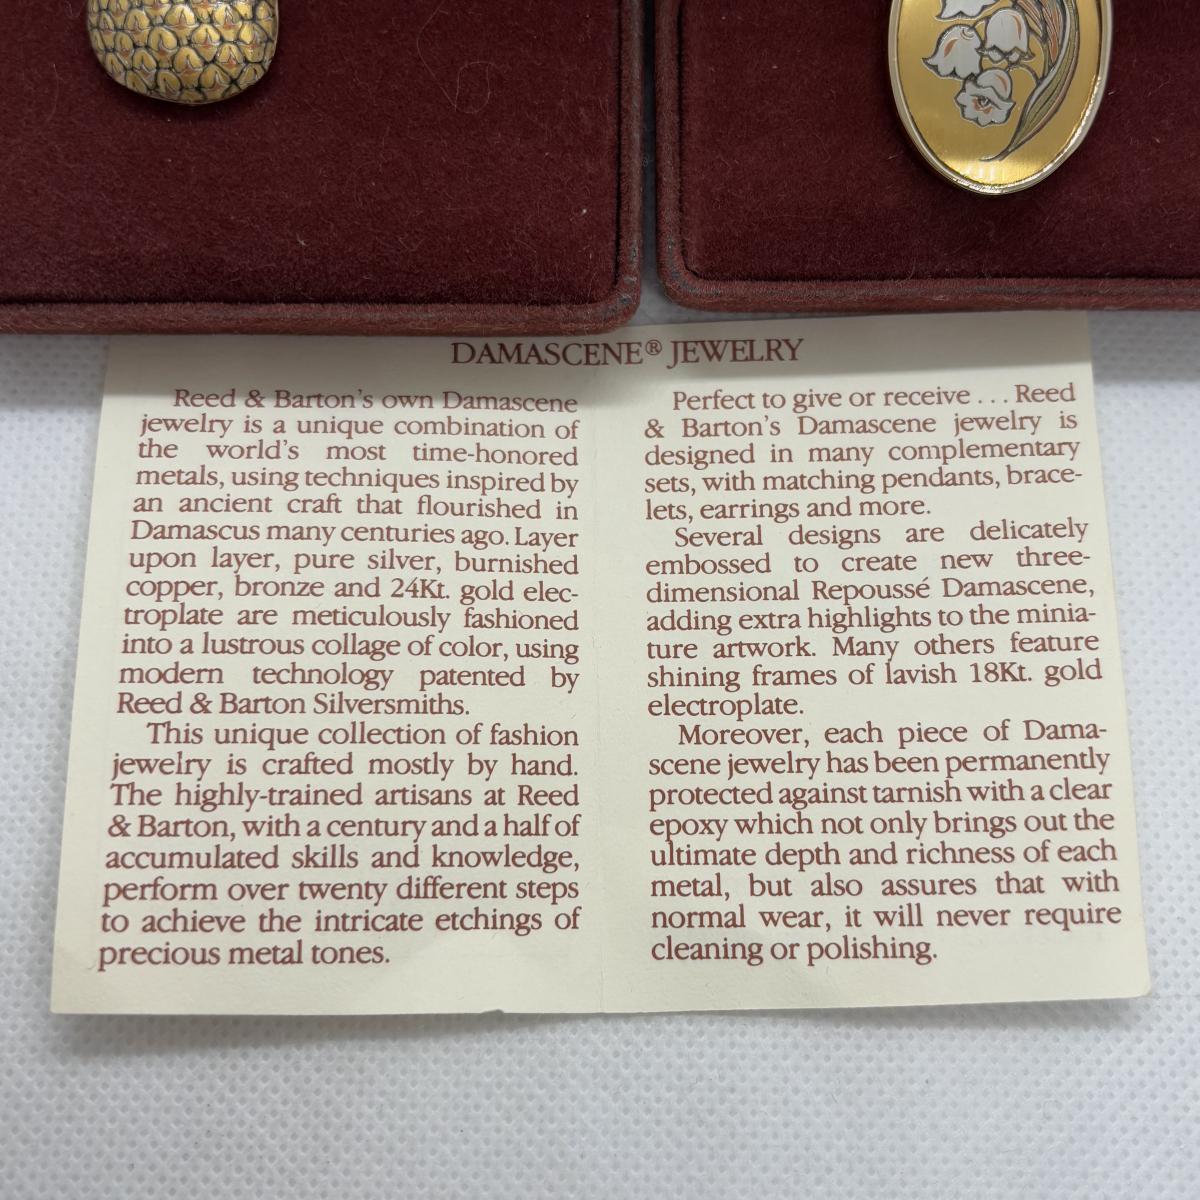 DAMASCENE® JEWELRY
Reed & Barton's own Damascene
jewelry is a unique combination of
the world's most time-honored
metals, using techniques inspired by
an ancient craft that flourished in
Damascus many centuries ago. Layer
upon layer, pure silver, burnished
copper, bronze and 24Kt. gold elec-
troplate are meticulously fashioned
into a lustrous collage of color, using
modern technology patented by
Reed & Barton Silversmiths.
This unique collection of fashion
jewelry is crafted mostly by hand.
The highly-trained artisans at Reed
& Barton, with a century and a half of
accumulated skills and knowledge,
perform over twenty different steps
to achieve the intricate etchings of
precious metal tones.
Perfect to give or receive . . . Reed
& Barton's Damascene jewelry is
designed in many complementary
sets, with matching pendants, brace-
lets, earrings and more.
Several designs are delicately
embossed to create new three-
dimensional Repoussé Damascene,
adding extra highlights to the minia-
ture artwork. Many others feature
shining frames of lavish 18Kt. gold
electroplate.
Moreover, each piece of Dama-
scene jewelry has been permanently
protected against tarnish with a clear
epoxy which not only brings out the
ultimate depth and richness of each
metal, but also assures that with
normal wear, it will never require
cleaning or polishing.